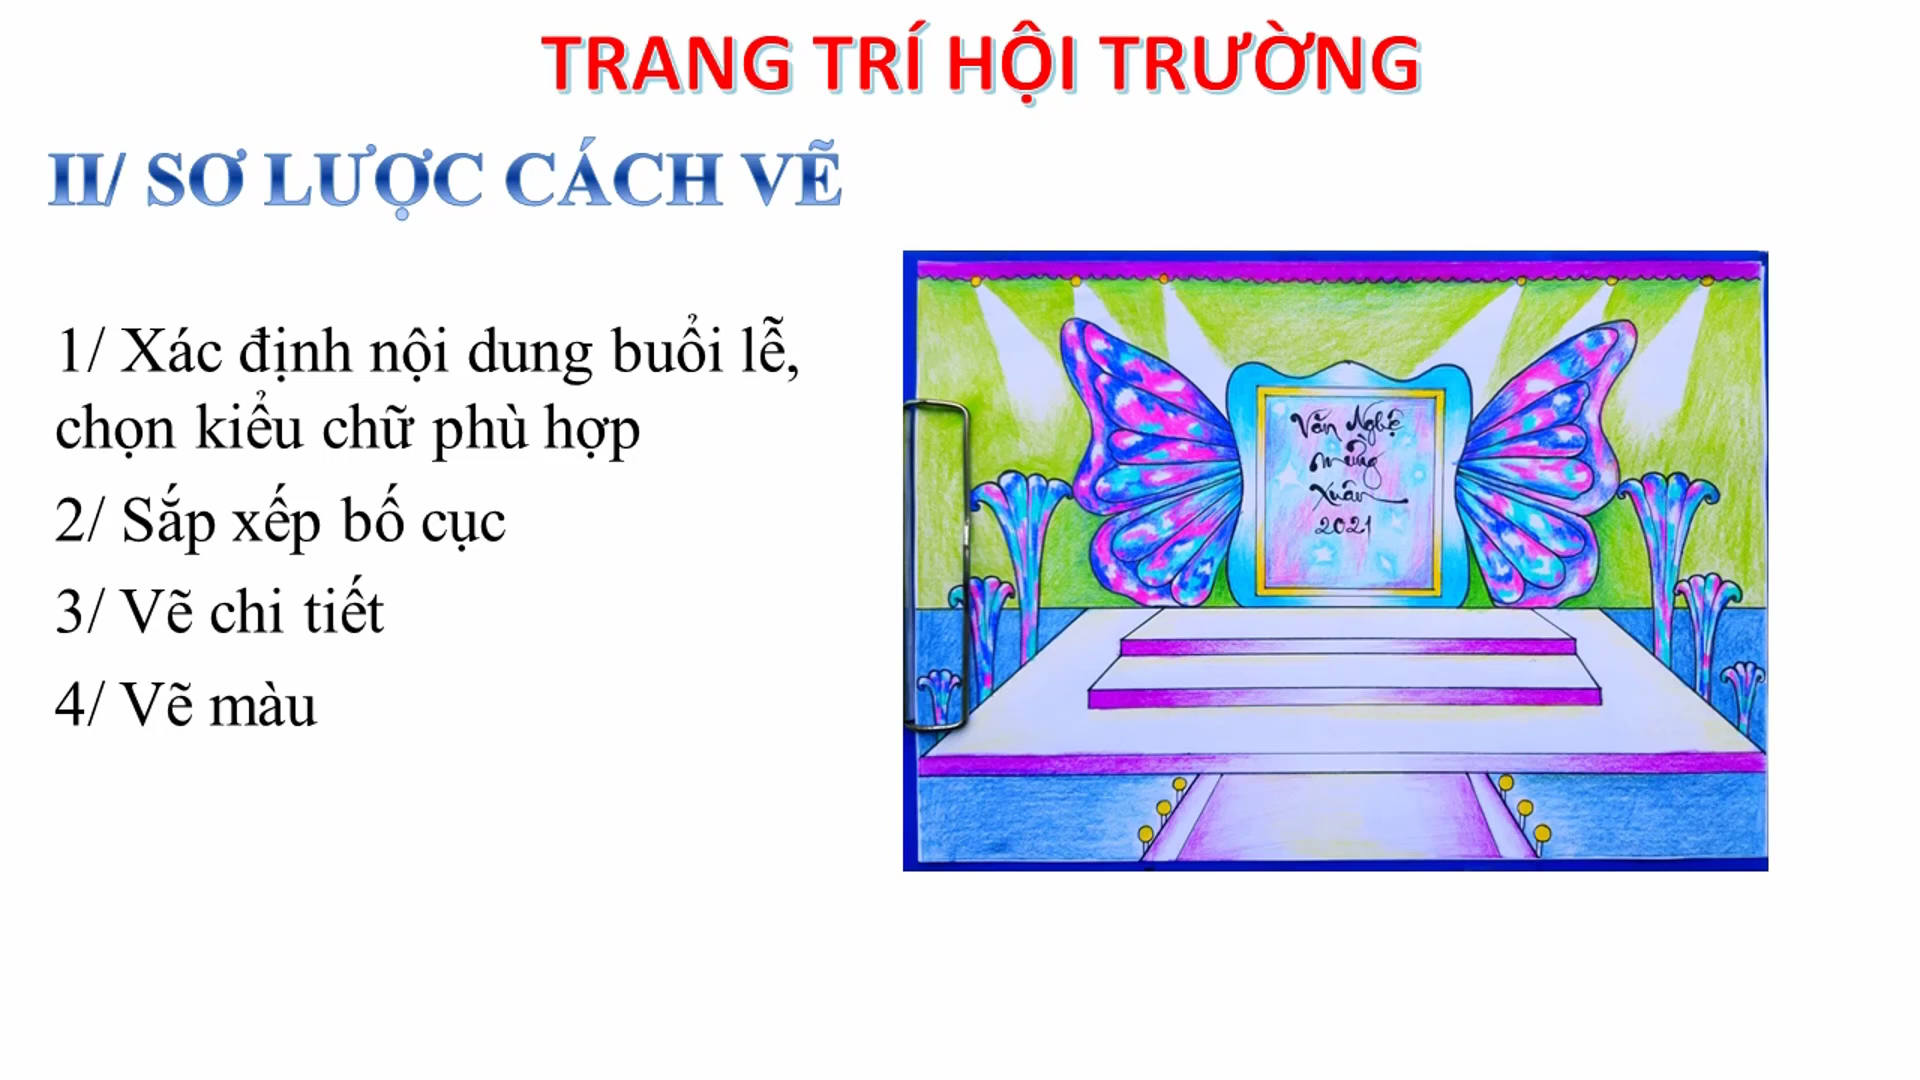 TRANG TRÍ HỘI TRƯỜNG
II/ SƠ LƯỢC CÁCH VẼ
1/ Xác định nội dung buổi lễ,
chọn kiểu chữ phù hợp
2/ Sắp xếp bố cục
3/ Vẽ chi tiết
4/ Vẽ màu
Văn Nghệ
mừng
Xuân
2021